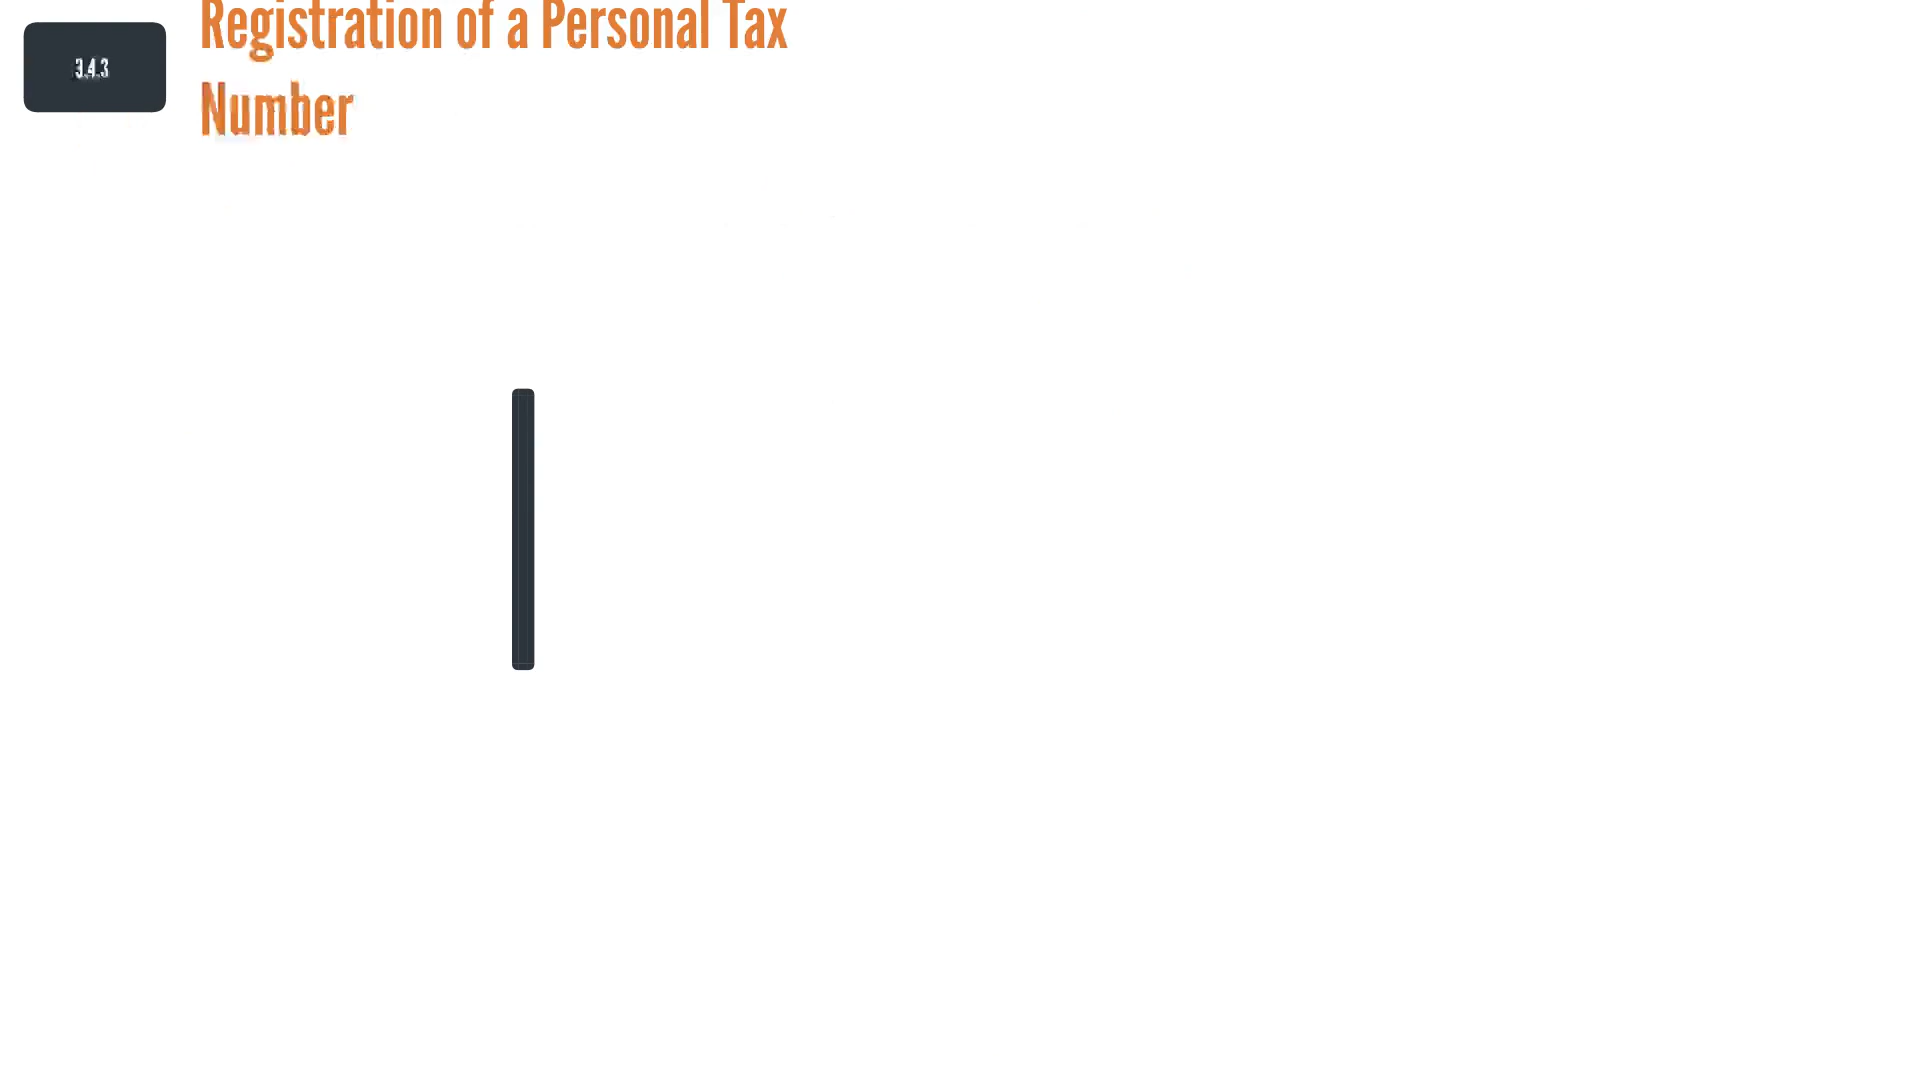 3.4.3
Registration of a Personal Tax
Number